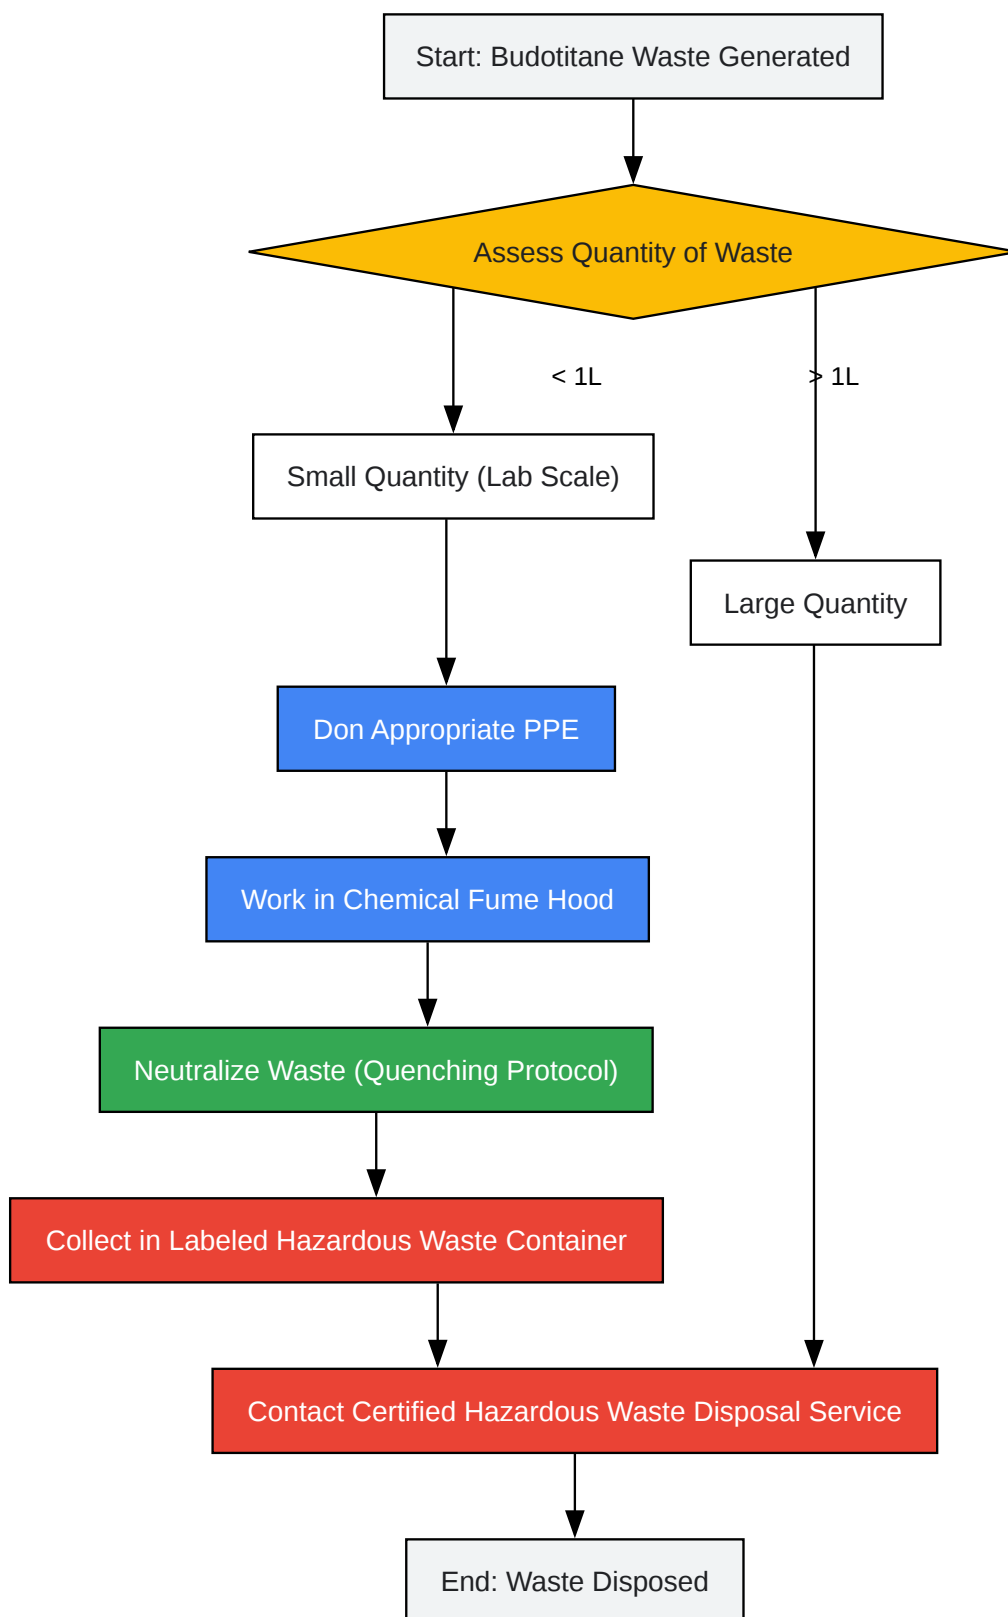 Start: Budotitane Waste Generated
Assess Quantity of Waste
< 1L
> 1L
Small Quantity (Lab Scale)
Large Quantity
Don Appropriate PPE
Work in Chemical Fume Hood
Neutralize Waste (Quenching Protocol)
Collect in Labeled Hazardous Waste Container
Contact Certified Hazardous Waste Disposal Service
End: Waste Disposed